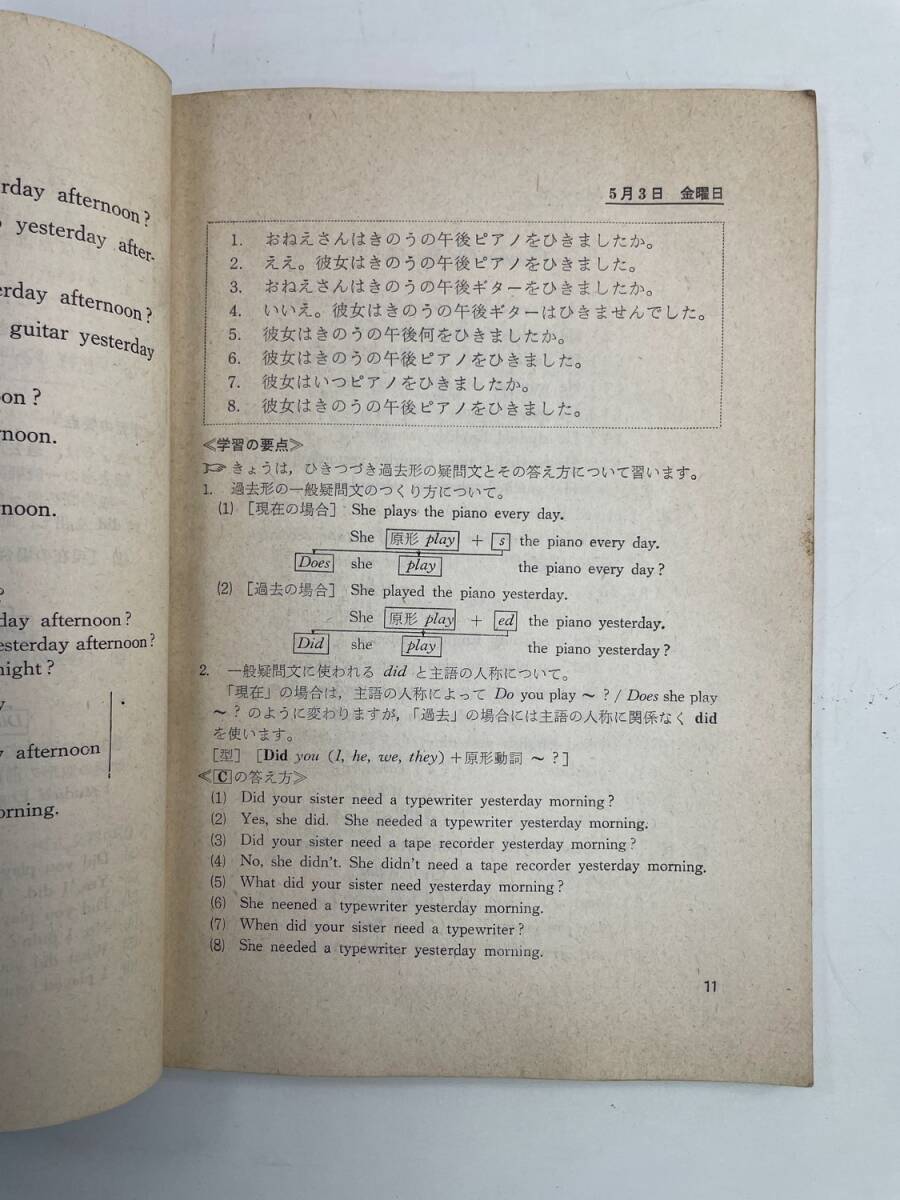 rday afternoon?
yesterday after-
erday afternoon?
guitar yesterday
oon?
rnoon.
rnoon.
?
day afternoon?
esterday afternoon?
night?
y
y afternoon
orning.
5月3日 金曜日
1. おねえさんはきのうの午後ピアノをひきましたか。
2. ええ。彼女はきのうの午後ピアノをひきました。
3. おねえさんはきのうの午後ギターをひきましたか。
4. いいえ。彼女はきのうの午後ギターはひきませんでした。
5. 彼女はきのうの午後何をひきましたか。
6. 彼女はきのうの午後ピアノをひきました。
7. 彼女はいつピアノをひきましたか。
8. 彼女はきのうの午後ピアノをひきました。
≪学習の要点≫
☞きょうは,ひきつづき過去形の疑問文とその答え方について習います。
1. 過去形の一般疑問文のつくり方について。
(1) [現在の場合] She plays the piano every day.
She 原形 play + s the piano every day.
Does she play the piano every day?
(2) [過去の場合] She played the piano yesterday.
She 原形 play + ed the piano yesterday.
Did she play the piano yesterday?
2. 一般疑問文に使われる did と主語の人称について。
「現在」の場合は,主語の人称によって Do you play ~ ? / Does she play
~ ? のように変わりますが,「過去」の場合には主語の人称に関係なく did
を使います。
[型] [Did you (I, he, we, they)+原形動詞 ~ ?]
≪Cの答え方≫
(1) Did your sister need a typewriter yesterday morning?
(2) Yes, she did. She needed a typewriter yesterday morning.
(3) Did your sister need a tape recorder yesterday morning?
(4) No, she didn't. She didn't need a tape recorder yesterday morning.
(5) What did your sister need yesterday morning?
(6) She neened a typewriter yesterday morning.
(7) When did your sister need a typewriter?
(8) She needed a typewriter yesterday morning.
11